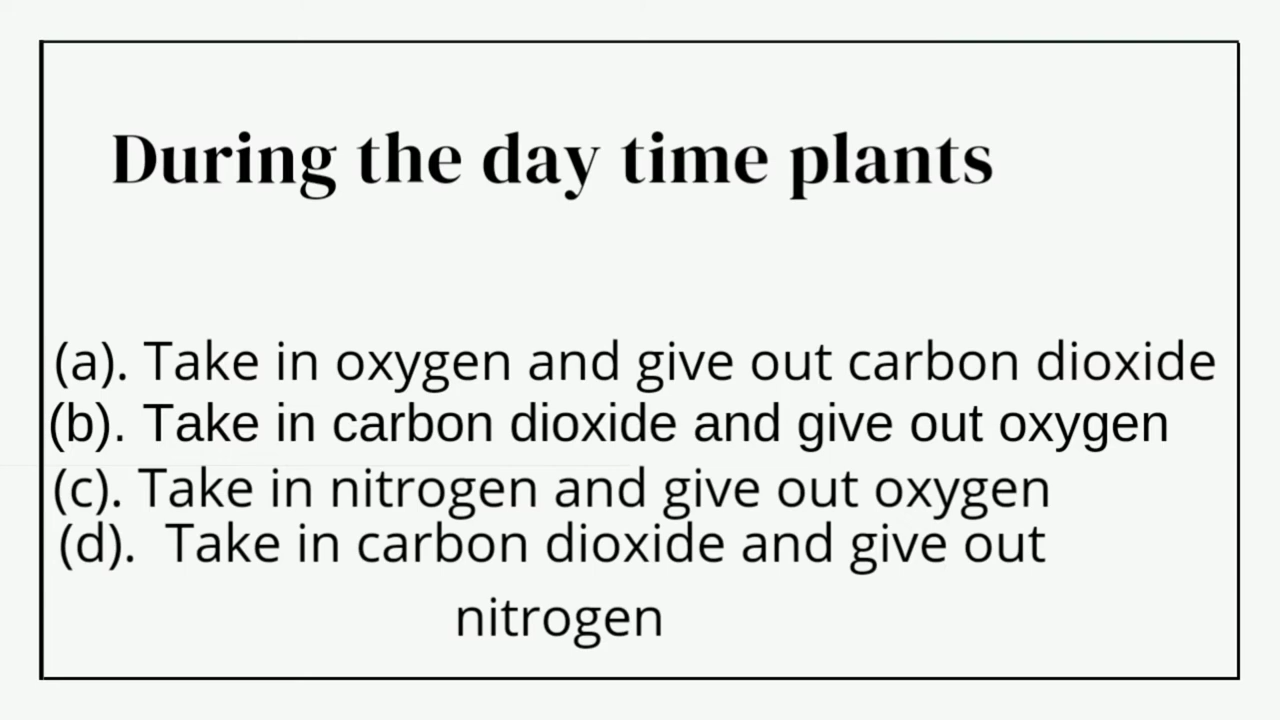 During the day time plants
(a). Take in oxygen and give out carbon dioxide
(b). Take in carbon dioxide and give out oxygen
(c). Take in nitrogen and give out oxygen
(d). Take in carbon dioxide and give out
nitrogen